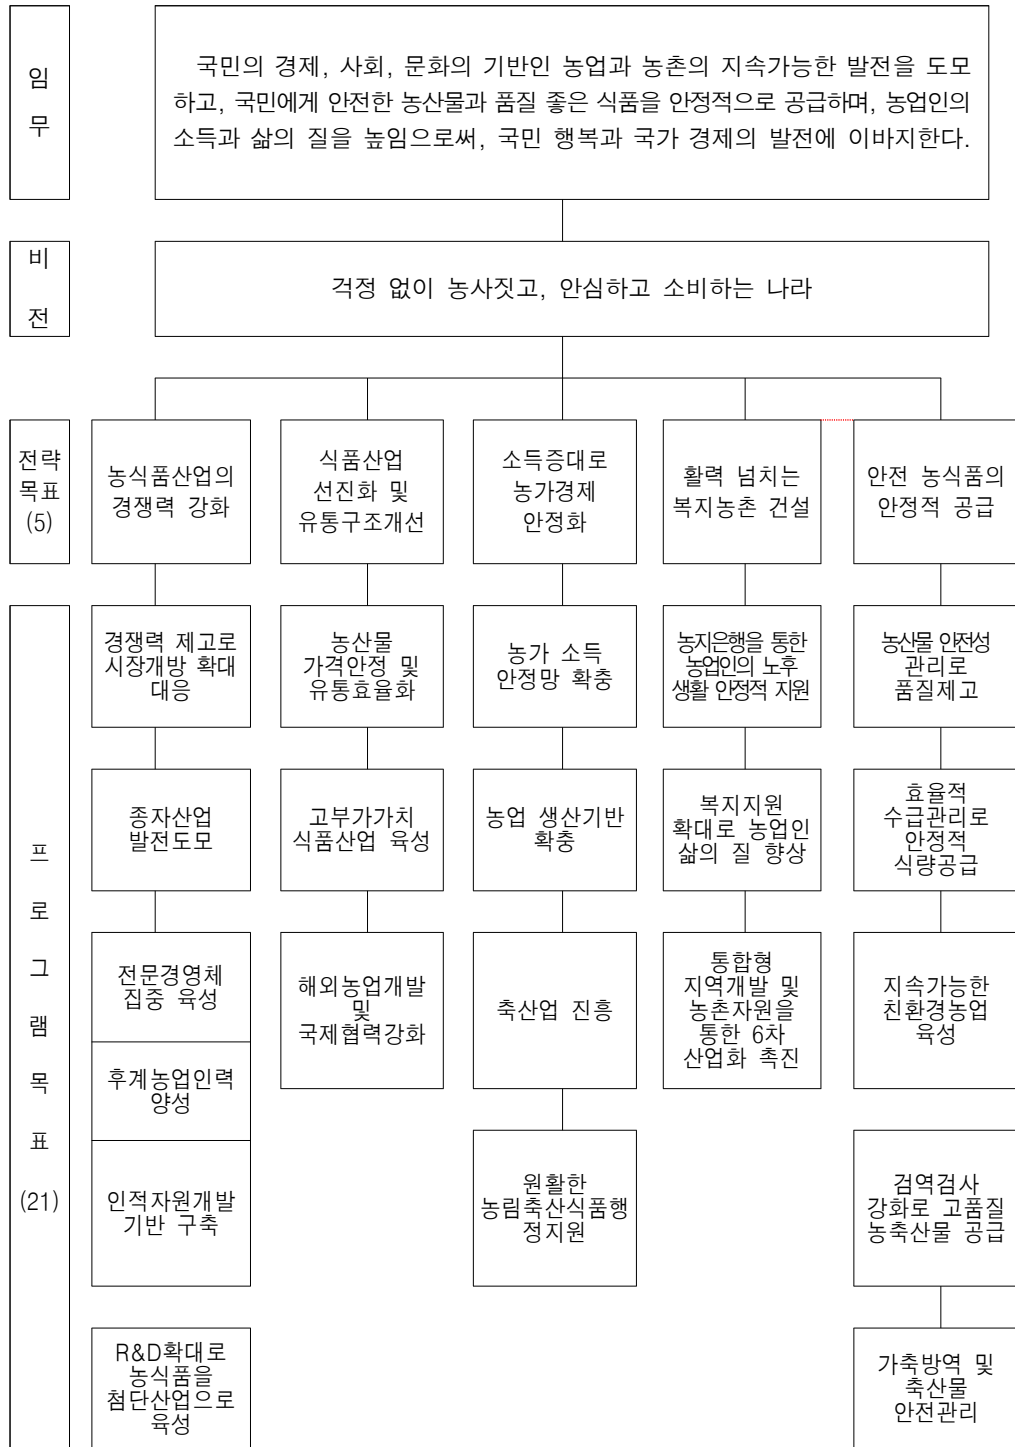 임
무
국민의 경제, 사회, 문화의 기반인 농업과 농촌의 지속가능한 발전을 도모
하고, 국민에게 안전한 농산물과 품질 좋은 식품을 안정적으로 공급하며, 농업인의
소득과 삶의 질을 높임으로써, 국민 행복과 국가 경제의 발전에 이바지한다.
비
전
걱정 없이 농사짓고, 안심하고 소비하는 나라
전략
목표
(5)
농식품산업의
경쟁력 강화
식품산업
선진화 및
유통구조개선
소득증대로
농가경제
안정화
활력 넘치는
복지농촌 건설
안전 농식품의
안정적 공급
프
로
그
램
목
표
(21)
경쟁력 제고로
시장개방 확대
대응
농산물
가격안정 및
유통효율화
농가 소득
안정망 확충
농지은행을 통한
농업인의 노후
생활 안정적 지원
농산물 안전성
관리로
품질제고
종자산업
발전도모
고부가가치
식품산업 육성
농업 생산기반
확충
복지지원
확대로 농업인
삶의 질 향상
효율적
수급관리로
안정적
식량공급
전문경영체
집중 육성
해외농업개발
및
국제협력강화
축산업 진흥
통합형
지역개발 및
농촌자원을
통한 6차
산업화 촉진
지속가능한
친환경농업
육성
후계농업인력
양성
인적자원개발
기반 구축
원활한
농림축산식품행
정지원
검역검사
강화로 고품질
농축산물 공급
R&D확대로
농식품을
첨단산업으로
육성
가축방역 및
축산물
안전관리